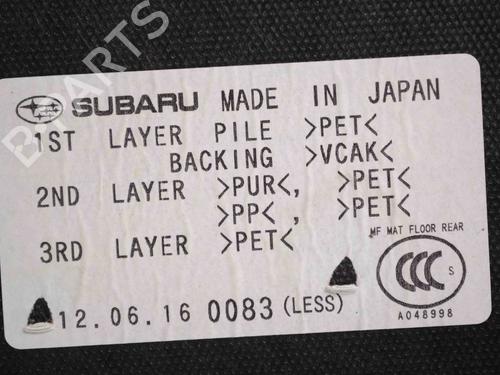 SUBARU MADE IN JAPAN
1ST LAYER PILE >PET<
BACKING >VCAK<
2ND LAYER >PUR<, >PET<
>PP<, >PET<
3RD LAYER >PET<
MF MAT FLOOR REAR
CCC S
A048998
12.06.16 0083 (LESS)
B PARTS